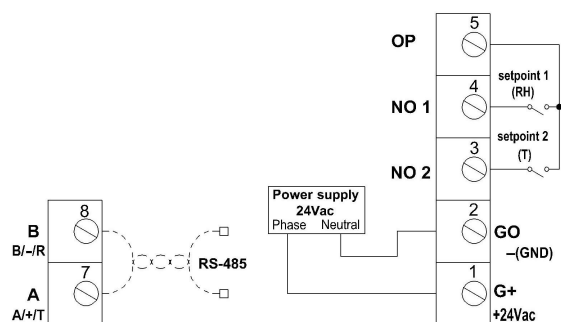 OP
5
setpoint 1
(RH)
NO 1
4
setpoint 2
(T)
NO 2
3
Power supply
24Vac
Phase Neutral
2
GO
–(GND)
1
G+
+24Vac
B
B/–/R
8
RS-485
A
A/+/T
7